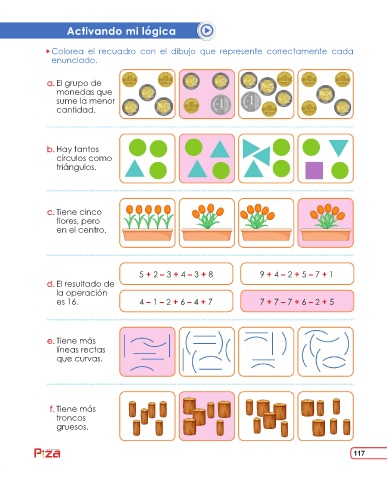 Activando mi lógica
Colorea el recuadro con el dibujo que represente correctamente cada
enunciado.
a. El grupo de
monedas que
sume la menor
cantidad.
b. Hay tantos
círculos como
triángulos.
c. Tiene cinco
flores, pero
en el centro.
5 + 2 – 3 + 4 – 3 + 8
9 + 4 – 2 + 5 – 7 + 1
d. El resultado de
la operación
es 16.
4 – 1 – 2 + 6 – 4 + 7
7 + 7 – 7 + 6 – 2 + 5
e. Tiene más
líneas rectas
que curvas.
f. Tiene más
troncos
gruesos.
117